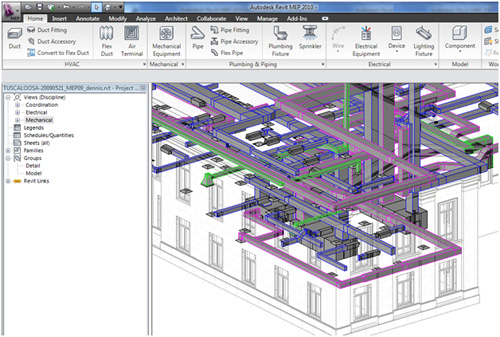 Autodesk Revit MEP 2010 -
Home Insert Annotate Modify Analyze Architect Collaborate View Manage Add-Ins
Duct
Duct Fitting
Duct Accessory
Convert to Flex Duct
Flex Duct
Air Terminal
Mechanical Equipment
Pipe
Pipe Fitting
Pipe Accessory
Flex Pipe
Plumbing Fixture
Sprinkler
Wire
Electrical Equipment
Device
Lighting Fixture
Component
HVAC
Mechanical
Plumbing & Piping
Electrical
Model
TUSCALOOSA-20090521_MEP09_dennis.rvt - Project
Views (Discipline)
Coordination
Electrical
Mechanical
Legends
Schedules/Quantities
Sheets (all)
Families
Groups
Detail
Model
Revit Links